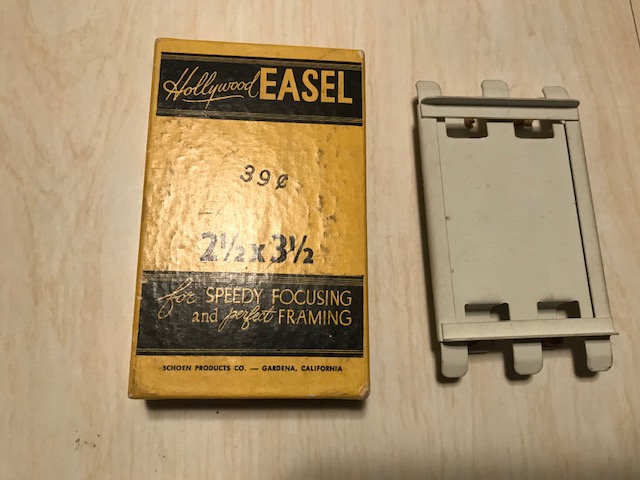 Hollywood EASEL
39¢
2½ x 3½
for SPEEDY FOCUSING
and perfect FRAMING
SCHOEN PRODUCTS CO. — GARDENA, CALIFORNIA